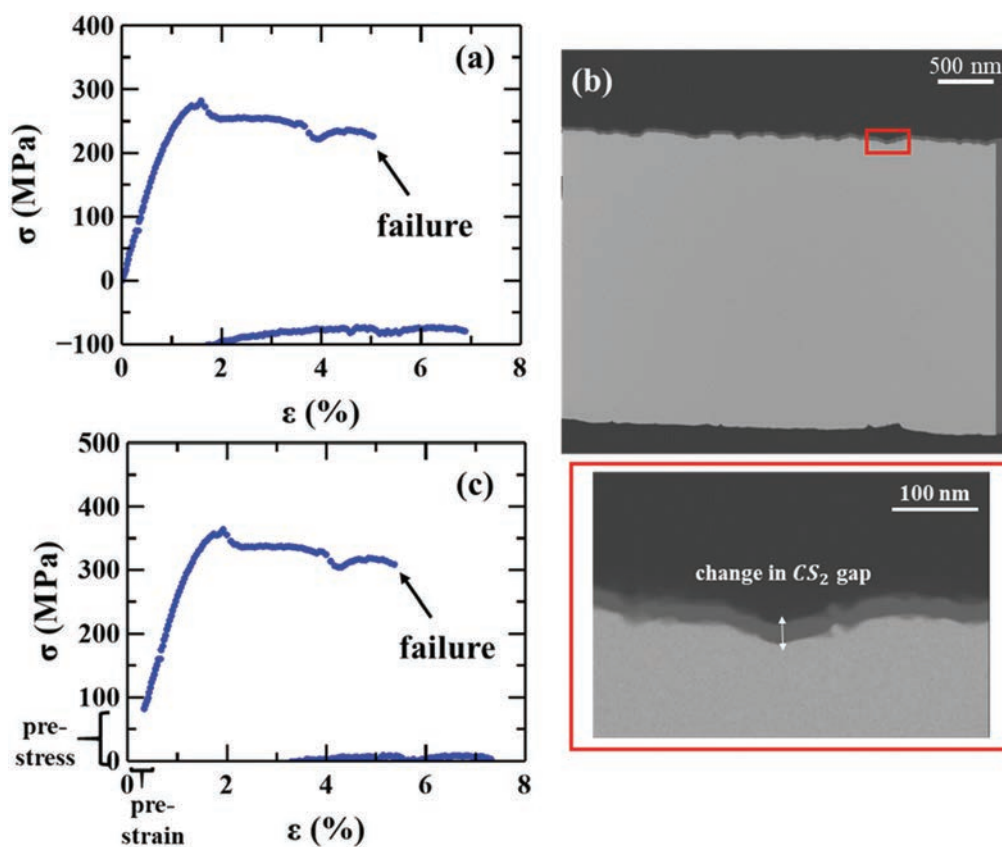 400
(a)
300
200
σ (MPa)
100
failure
0
−100
0 2 4 6 8
ε (%)
(b)
500 nm
100 nm
change in CS₂ gap
500
(c)
400
300
σ (MPa)
200
failure
100
pre-
stress
0
0 2 4 6 8
pre-
strain
ε (%)